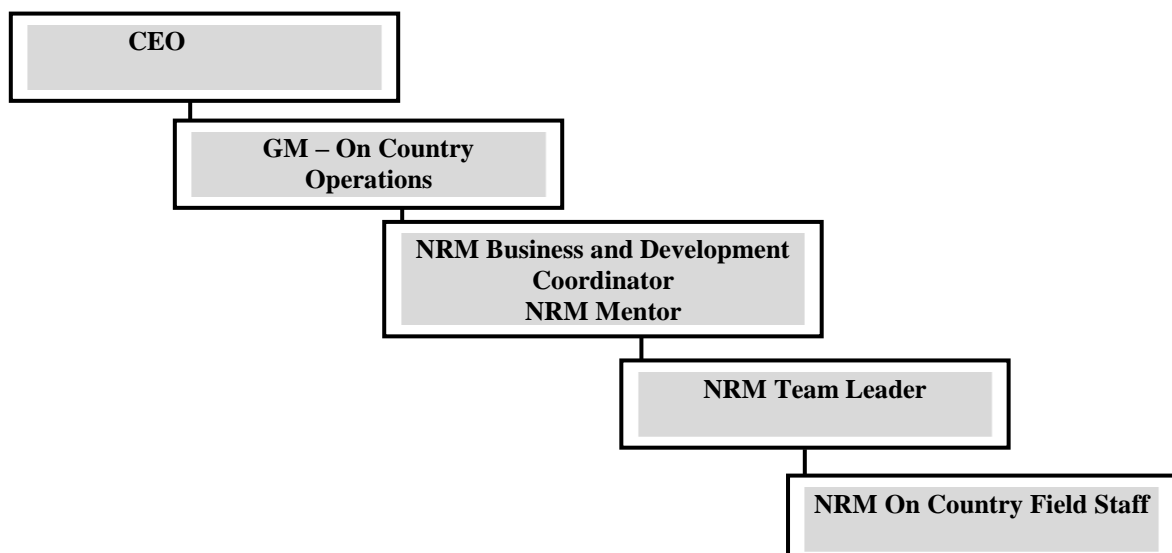 CEO
GM – On Country
Operations
NRM Business and Development
Coordinator
NRM Mentor
NRM Team Leader
NRM On Country Field Staff